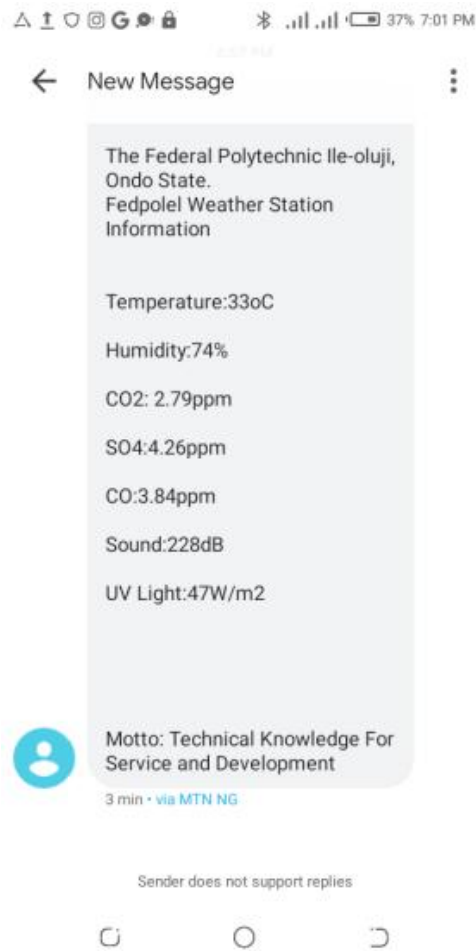 37% 7:01 PM
New Message
The Federal Polytechnic Ile-oluji,
Ondo State.
Fedpolel Weather Station
Information
Temperature:33oC
Humidity:74%
CO2: 2.79ppm
SO4:4.26ppm
CO:3.84ppm
Sound:228dB
UV Light:47W/m2
Motto: Technical Knowledge For
Service and Development
3 min • via MTN NG
Sender does not support replies